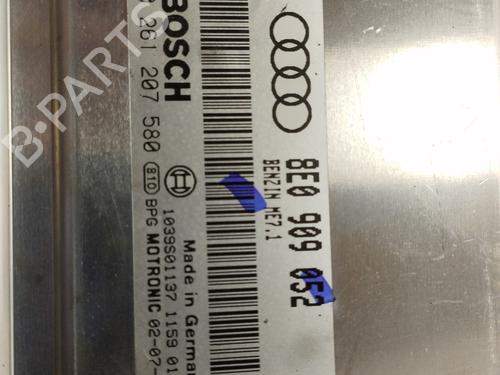 BOSCH
261 207 580
B10 BPG MOTRONIC 02-07-
1039S01137 1159 01
Made in German
BENZIN ME7.1
8E0 909 052
B-PARTS